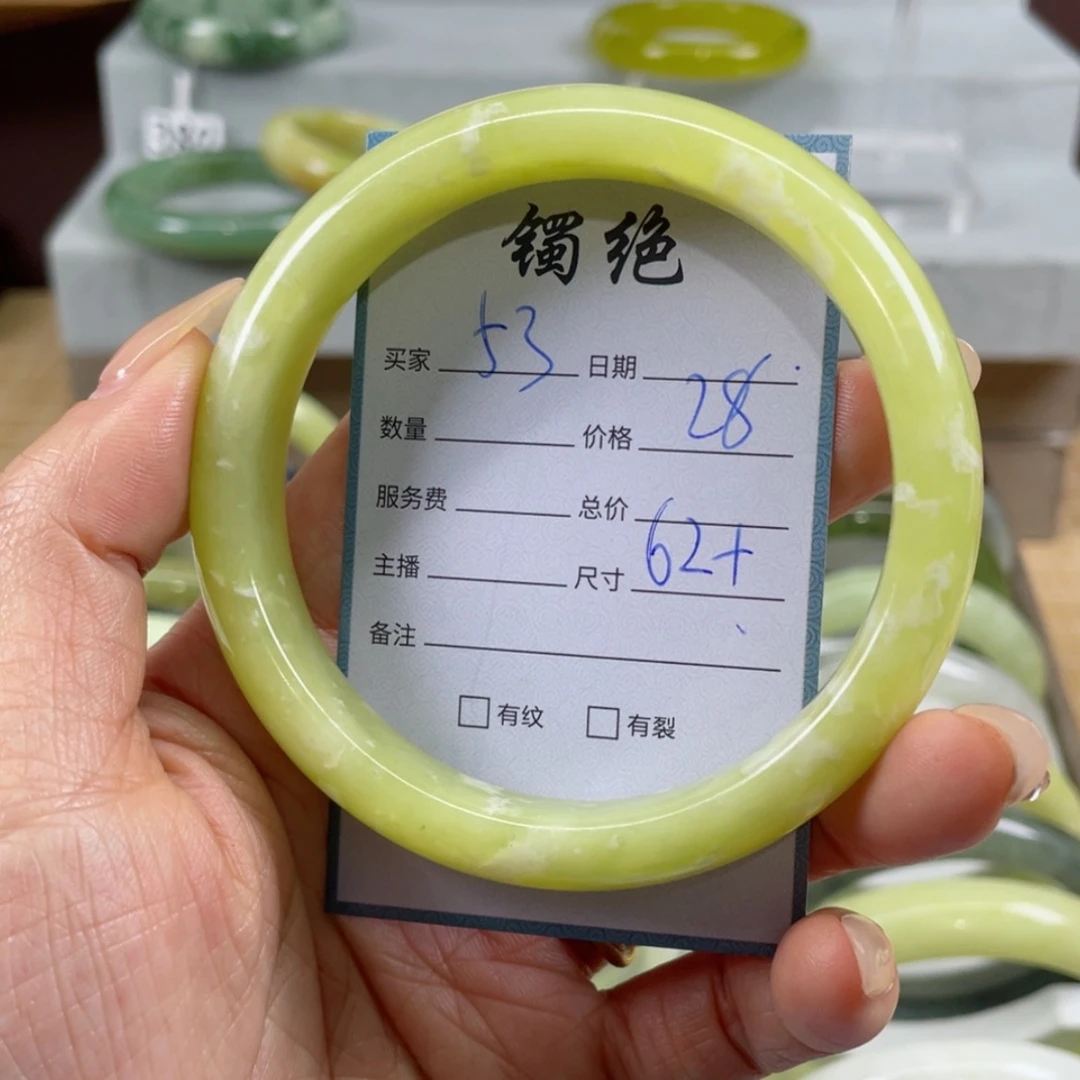 镯绝
买家 53 日期
数量 价格 28
服务费 总价
主播 尺寸 62+
备注
□有纹 □有裂